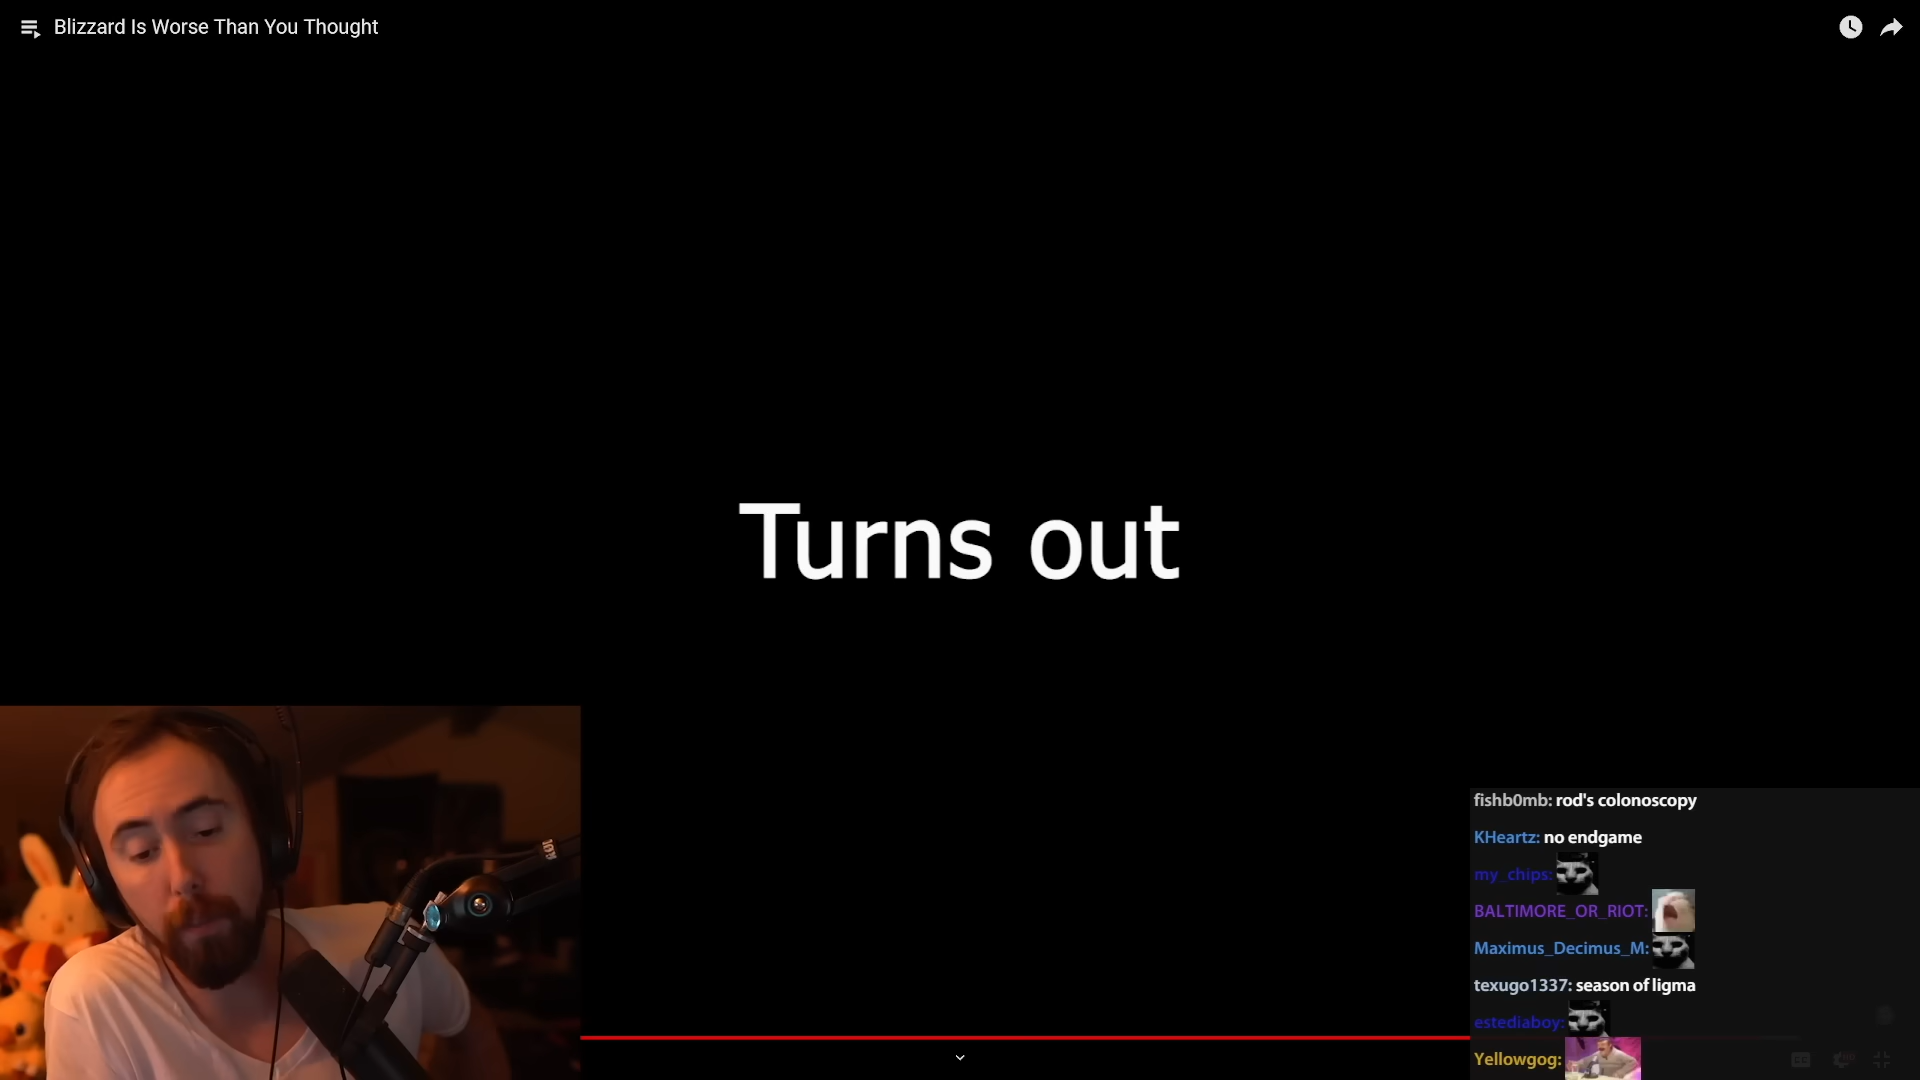 Blizzard Is Worse Than You Thought
Turns out
fishb0mb: rod's colonoscopy
KHeartz: no endgame
my_chips:
BALTIMORE_OR_RIOT:
Maximus_Decimus_M:
texugo1337: season of ligma
estediaboy:
Yellowgog: